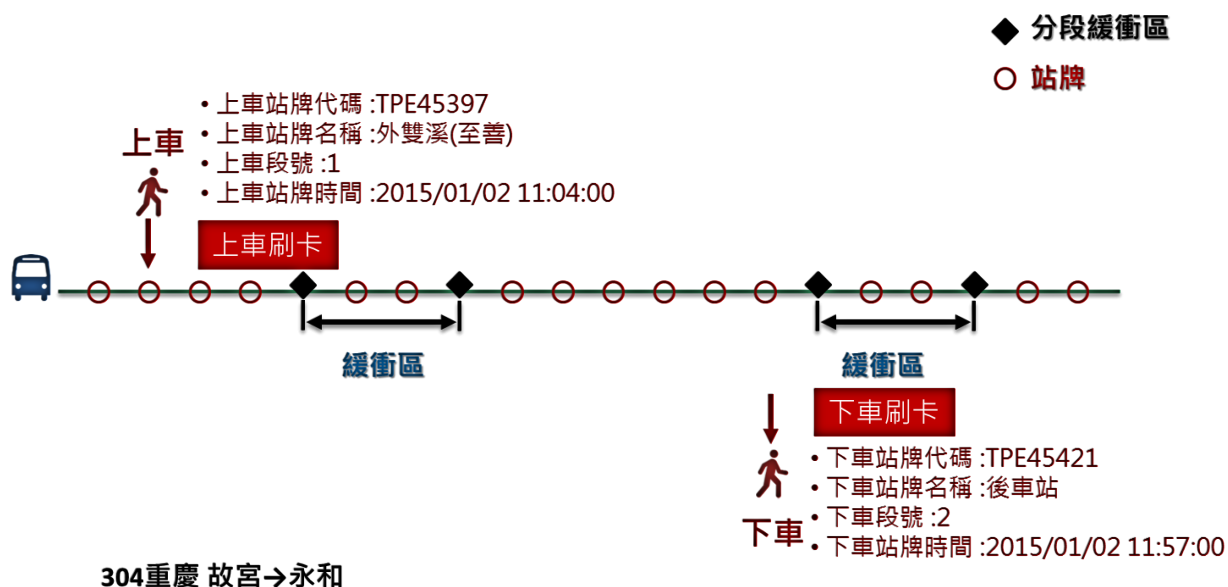 分段緩衝區
站牌
上車
• 上車站牌代碼 :TPE45397
• 上車站牌名稱 :外雙溪(至善)
• 上車段號 :1
• 上車站牌時間 :2015/01/02 11:04:00
上車刷卡
緩衝區
緩衝區
下車刷卡
下車
• 下車站牌代碼 :TPE45421
• 下車站牌名稱 :後車站
• 下車段號 :2
• 下車站牌時間 :2015/01/02 11:57:00
304重慶 故宮→永和